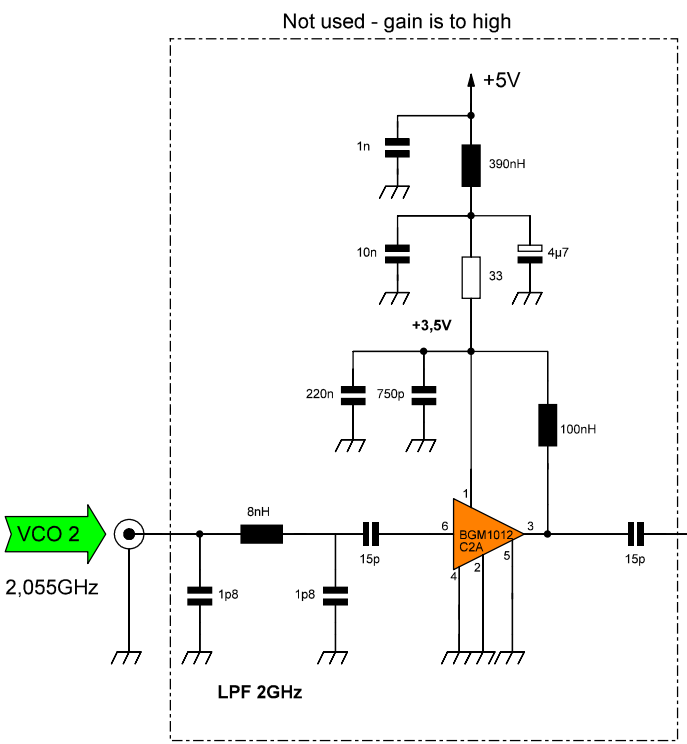 Not used - gain is to high
+5V
1n
390nH
10n
4µ7
33
+3,5V
220n
750p
100nH
1
8nH
VCO 2
6
BGM1012
3
C2A
15p
5
15p
2
4
2,055GHz
1p8
1p8
LPF 2GHz